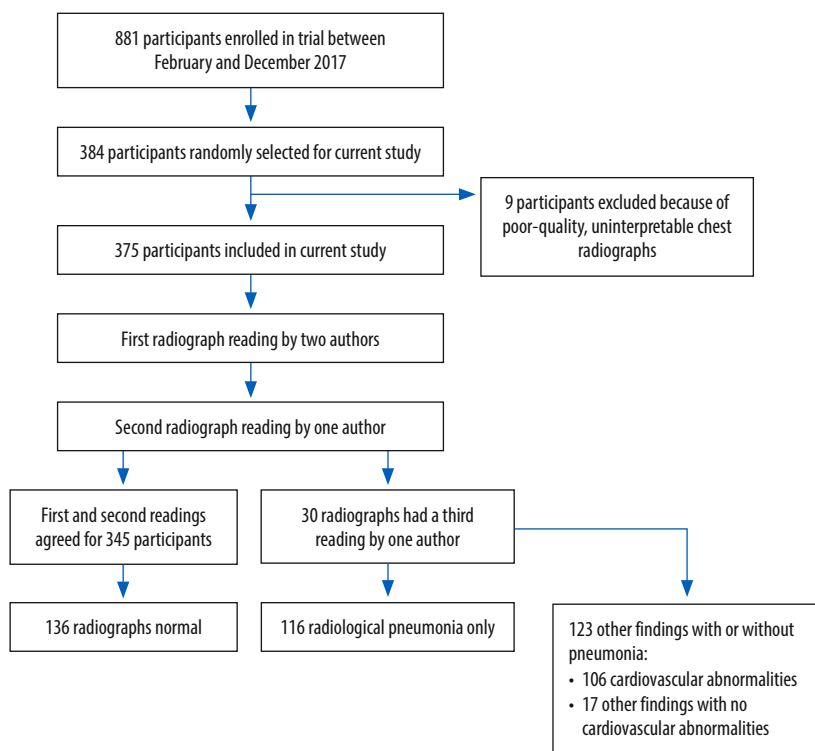 881 participants enrolled in trial between
February and December 2017
384 participants randomly selected for current study
9 participants excluded because of
poor-quality, uninterpretable chest
radiographs
375 participants included in current study
First radiograph reading by two authors
Second radiograph reading by one author
First and second readings
agreed for 345 participants
30 radiographs had a third
reading by one author
136 radiographs normal
116 radiological pneumonia only
123 other findings with or without
pneumonia:
• 106 cardiovascular abnormalities
• 17 other findings with no
cardiovascular abnormalities